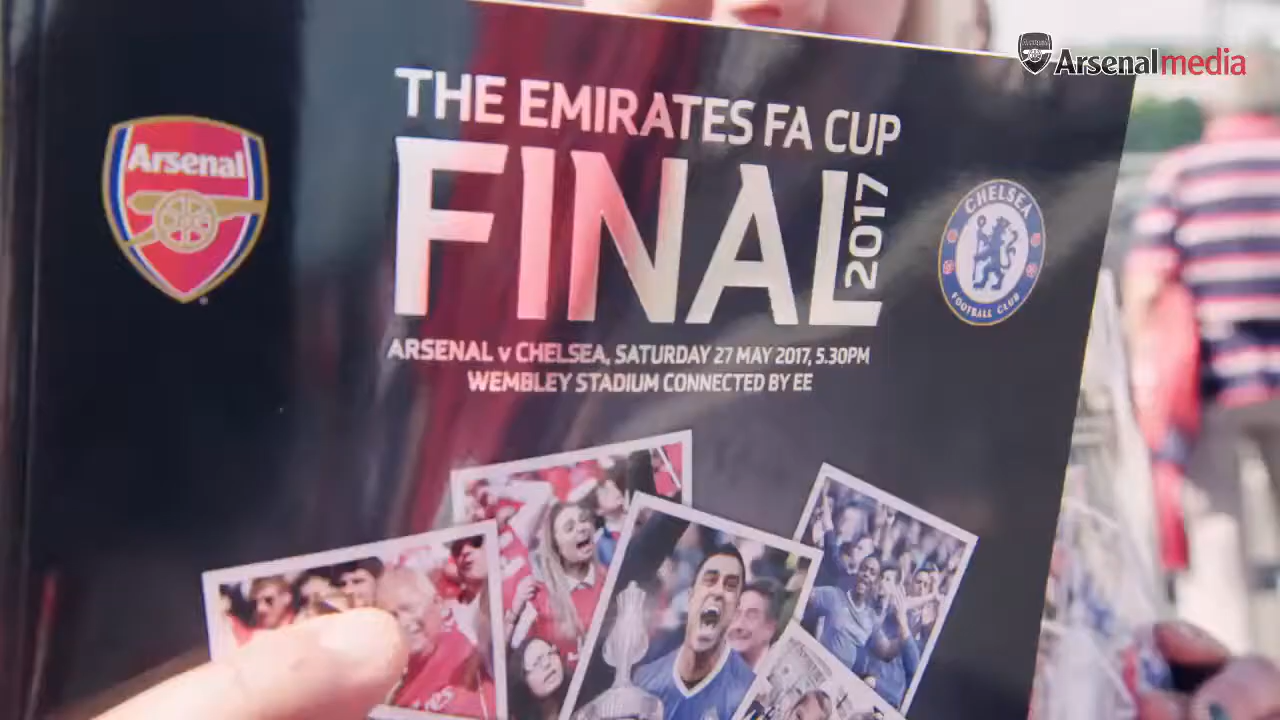 Arsenalmedia
THE EMIRATES FA CUP
FINAL
2017
Arsenal
CHELSEA
FOOTBALL CLUB
ARSENAL v CHELSEA, SATURDAY 27 MAY 2017, 5.30PM
WEMBLEY STADIUM CONNECTED BY EE